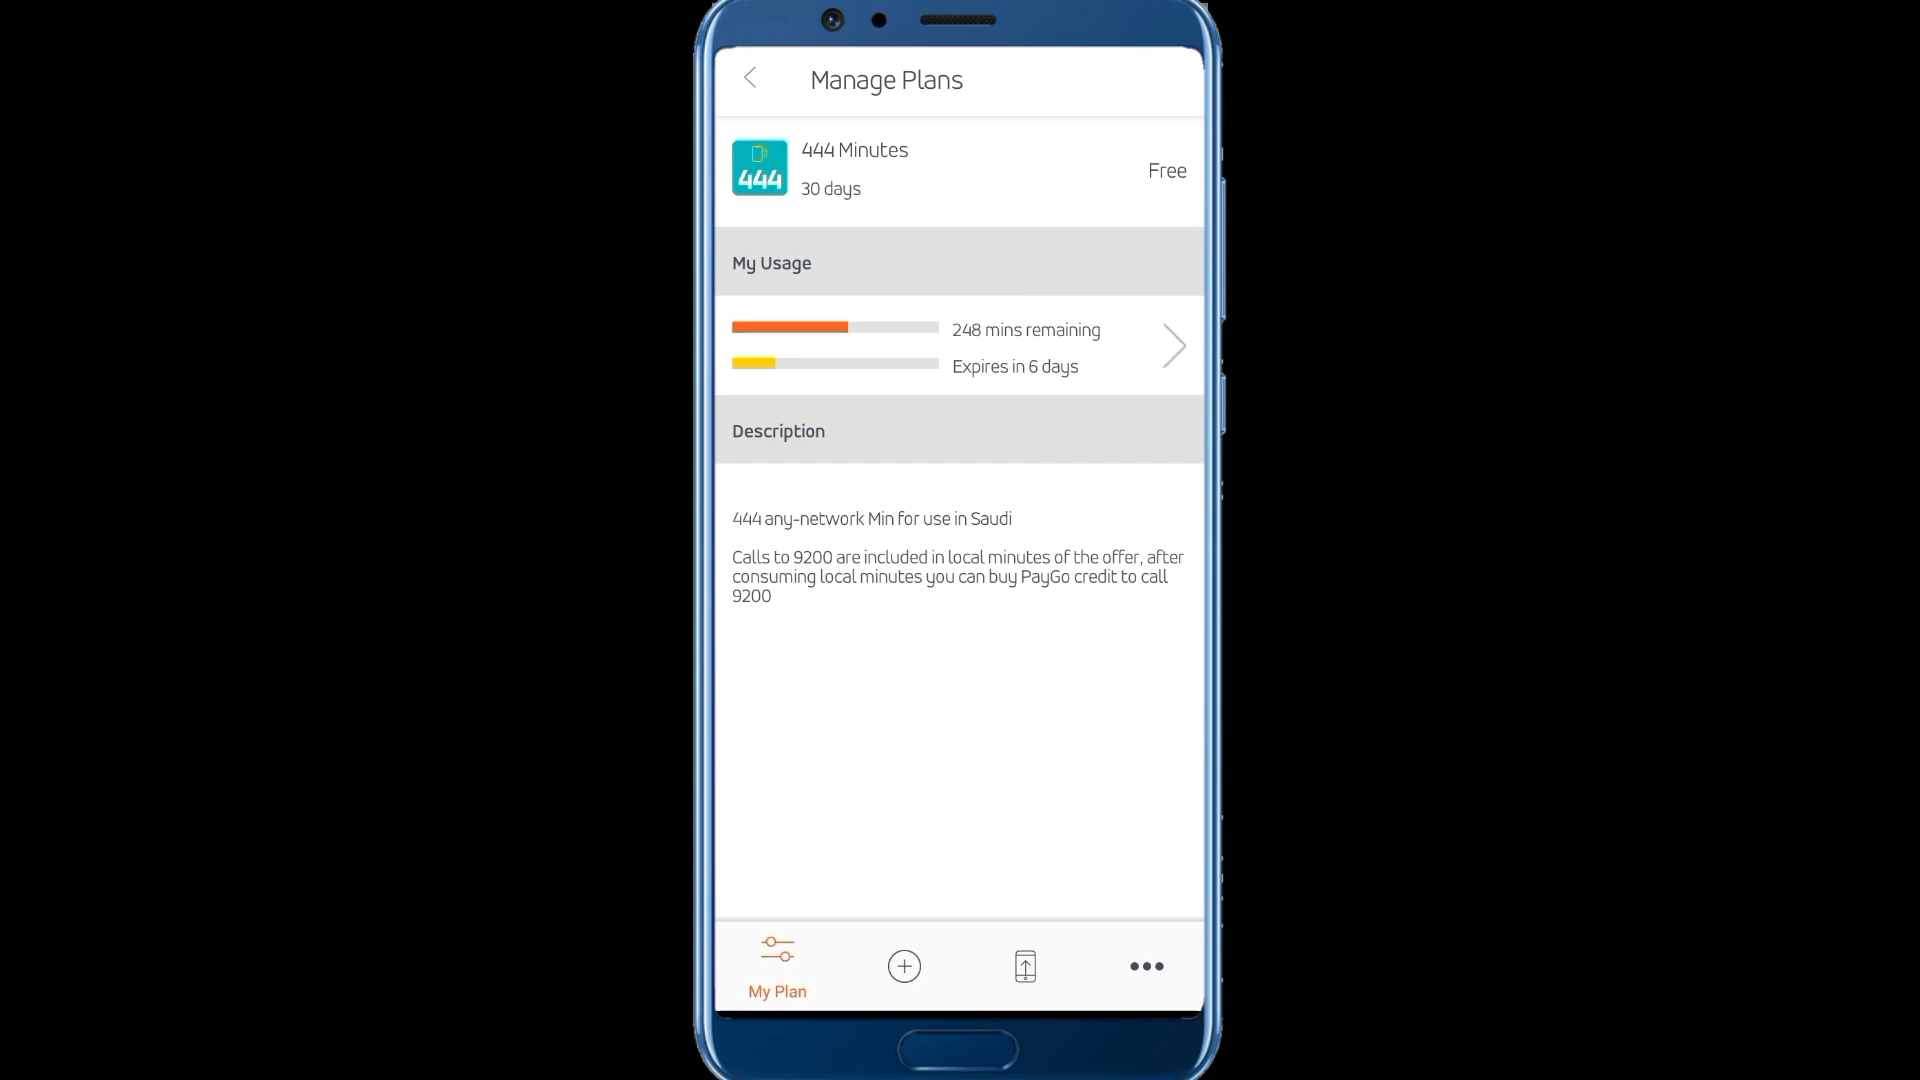 Manage Plans
444
444 Minutes
30 days
Free
My Usage
248 mins remaining
Expires in 6 days
Description
444 any-network Min for use in Saudi
Calls to 9200 are included in local minutes of the offer, after
consuming local minutes you can buy PayGo credit to call
9200
My Plan